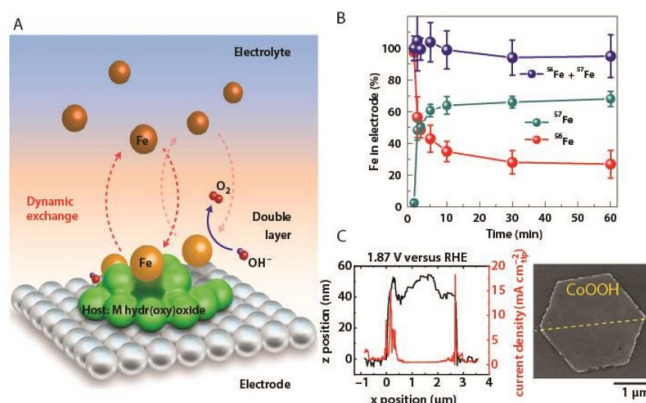 A
Electrolyte
Fe
Dynamic
exchange
O₂
Double
layer
OH⁻
Fe
Host: M hydr(oxy)oxide
Electrode
B
Fe in electrode (%)
120
100
80
60
40
20
0
⁵⁶Fe + ⁵⁷Fe
⁵⁷Fe
⁵⁶Fe
0 10 20 30 40 50 60
Time (min)
C
1.87 V versus RHE
z position (nm)
60
40
20
0
20
15
10
5
0
current density (mA cm⁻²tip)
-1 0 1 2 3 4
x position (µm)
CoOOH
1 µm